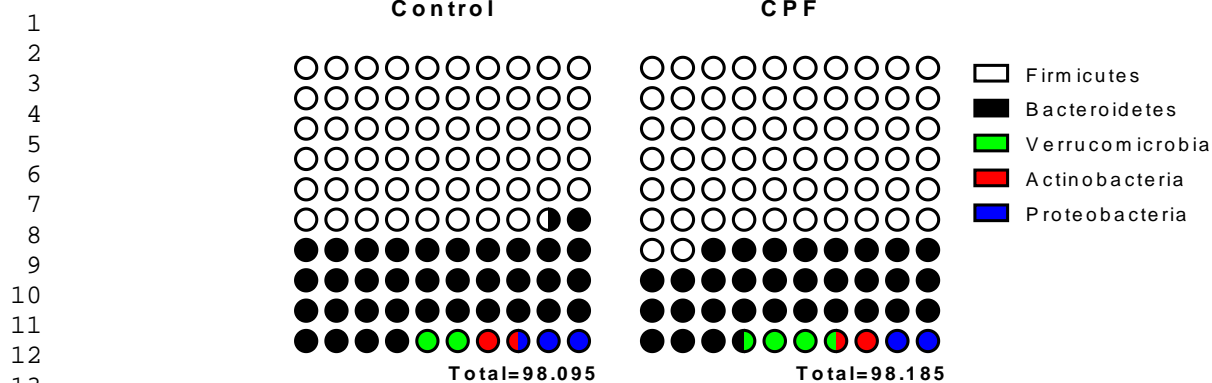 Control CPF
1
2
3
4
5
6
7
8
9
10
11
12
Firmicutes
Bacteroidetes
Verrucomicrobia
Actinobacteria
Proteobacteria
Total=98.095 Total=98.185